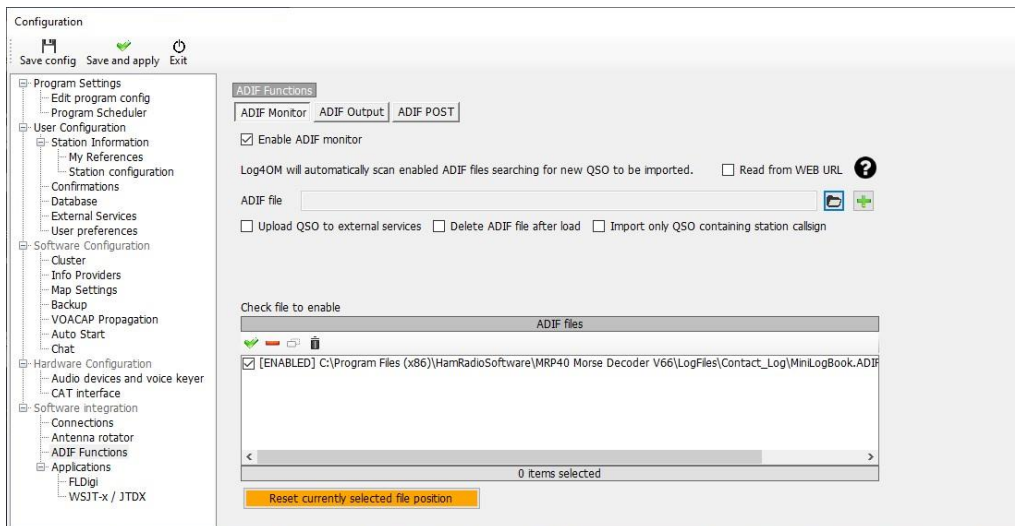 Configuration
Save config Save and apply Exit
Program Settings
Edit program config
Program Scheduler
User Configuration
Station Information
My References
Station configuration
Confirmations
Database
External Services
User preferences
Software Configuration
Cluster
Info Providers
Map Settings
Backup
VOACAP Propagation
Auto Start
Chat
Hardware Configuration
Audio devices and voice keyer
CAT interface
Software integration
Connections
Antenna rotator
ADIF Functions
Applications
FLDigi
WSJT-x / JTDX
ADIF Functions
ADIF Monitor ADIF Output ADIF POST
Enable ADIF monitor
Log4OM will automatically scan enabled ADIF files searching for new QSO to be imported. Read from WEB URL ?
ADIF file
Upload QSO to external services Delete ADIF file after load Import only QSO containing station callsign
Check file to enable
ADIF files
[ENABLED] C:\Program Files (x86)\HamRadioSoftware\MRP40 Morse Decoder V66\LogFiles\Contact_Log\MiniLogBook.ADIF
0 items selected
Reset currently selected file position